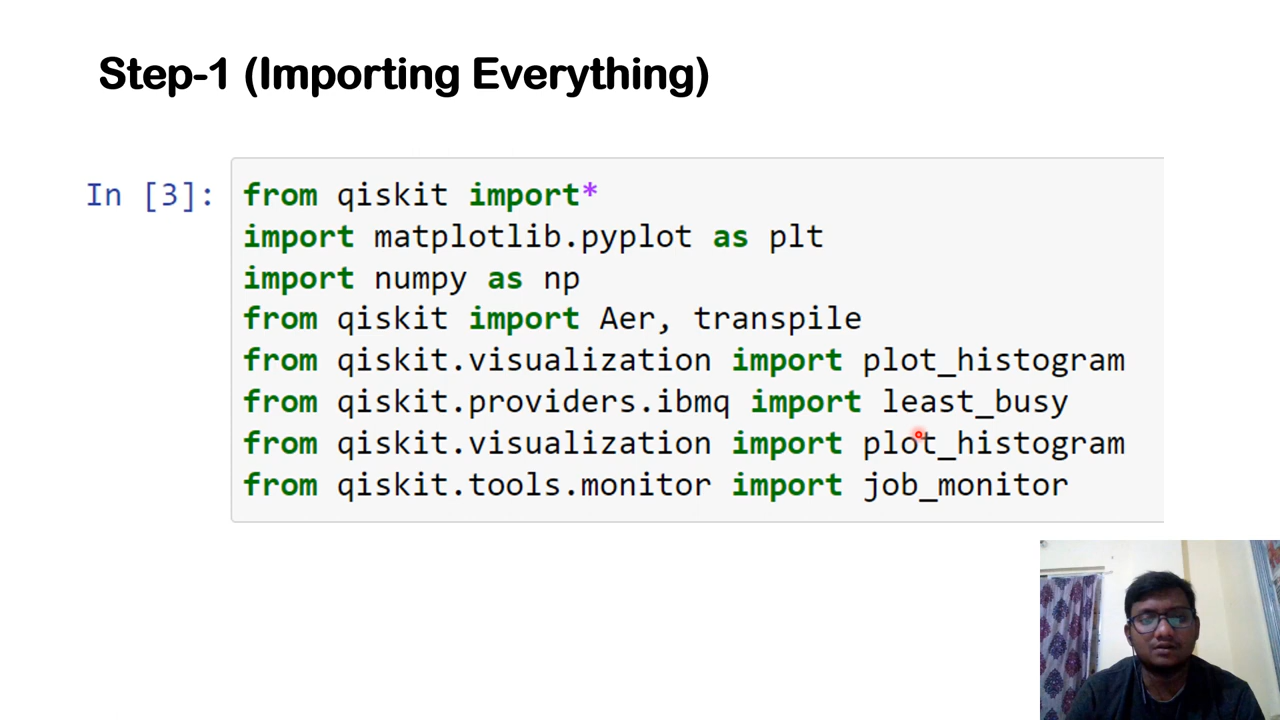 Step-1 (Importing Everything)
In [3]:
from qiskit import*
import matplotlib.pyplot as plt
import numpy as np
from qiskit import Aer, transpile
from qiskit.visualization import plot_histogram
from qiskit.providers.ibmq import least_busy
from qiskit.visualization import plot_histogram
from qiskit.tools.monitor import job_monitor